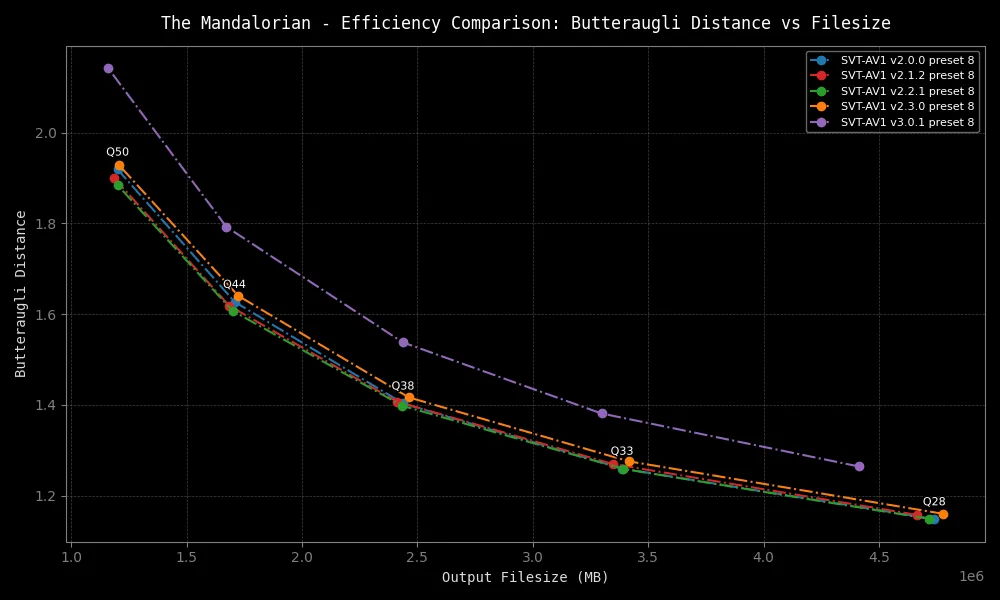 The Mandalorian - Efficiency Comparison: Butteraugli Distance vs Filesize
SVT-AV1 v2.0.0 preset 8
SVT-AV1 v2.1.2 preset 8
SVT-AV1 v2.2.1 preset 8
SVT-AV1 v2.3.0 preset 8
SVT-AV1 v3.0.1 preset 8
Butteraugli Distance
2.0
1.8
1.6
1.4
1.2
Q50
Q44
Q38
Q33
Q28
1.0 1.5 2.0 2.5 3.0 3.5 4.0 4.5
1e6
Output Filesize (MB)